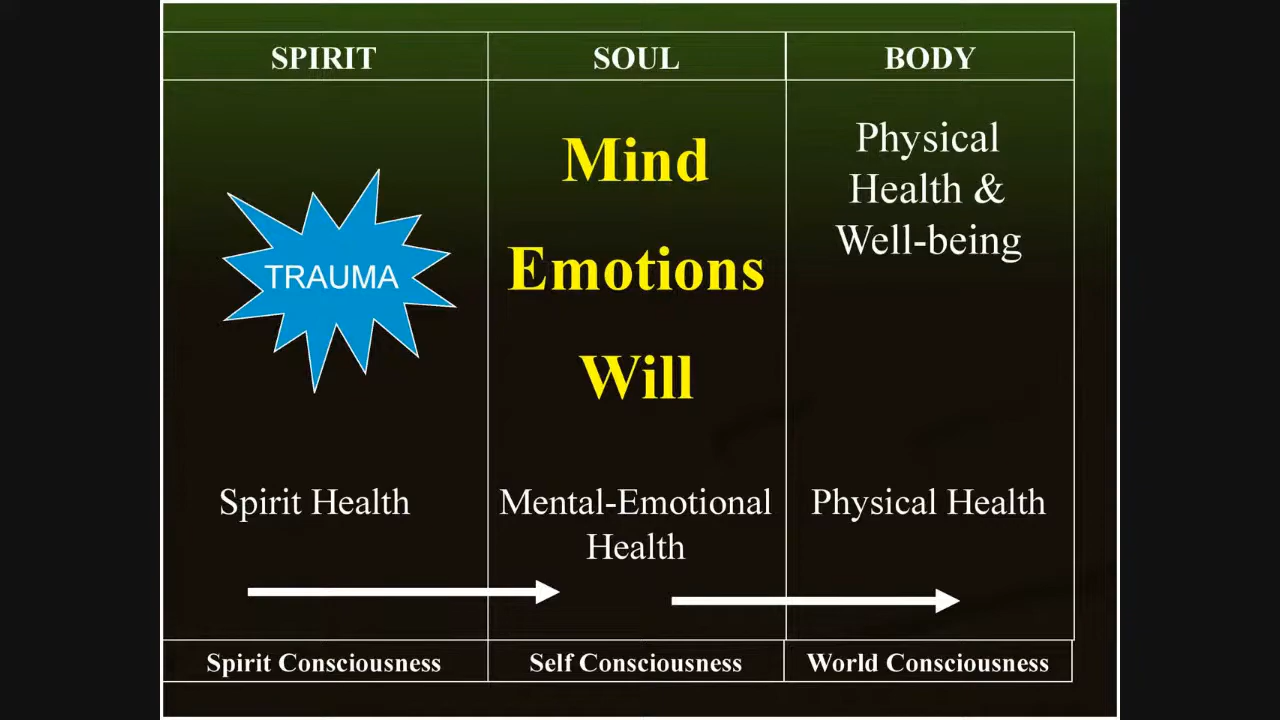 SPIRIT
SOUL
BODY
TRAUMA
Mind
Emotions
Will
Physical
Health &
Well-being
Spirit Health
Mental-Emotional
Health
Physical Health
Spirit Consciousness
Self Consciousness
World Consciousness